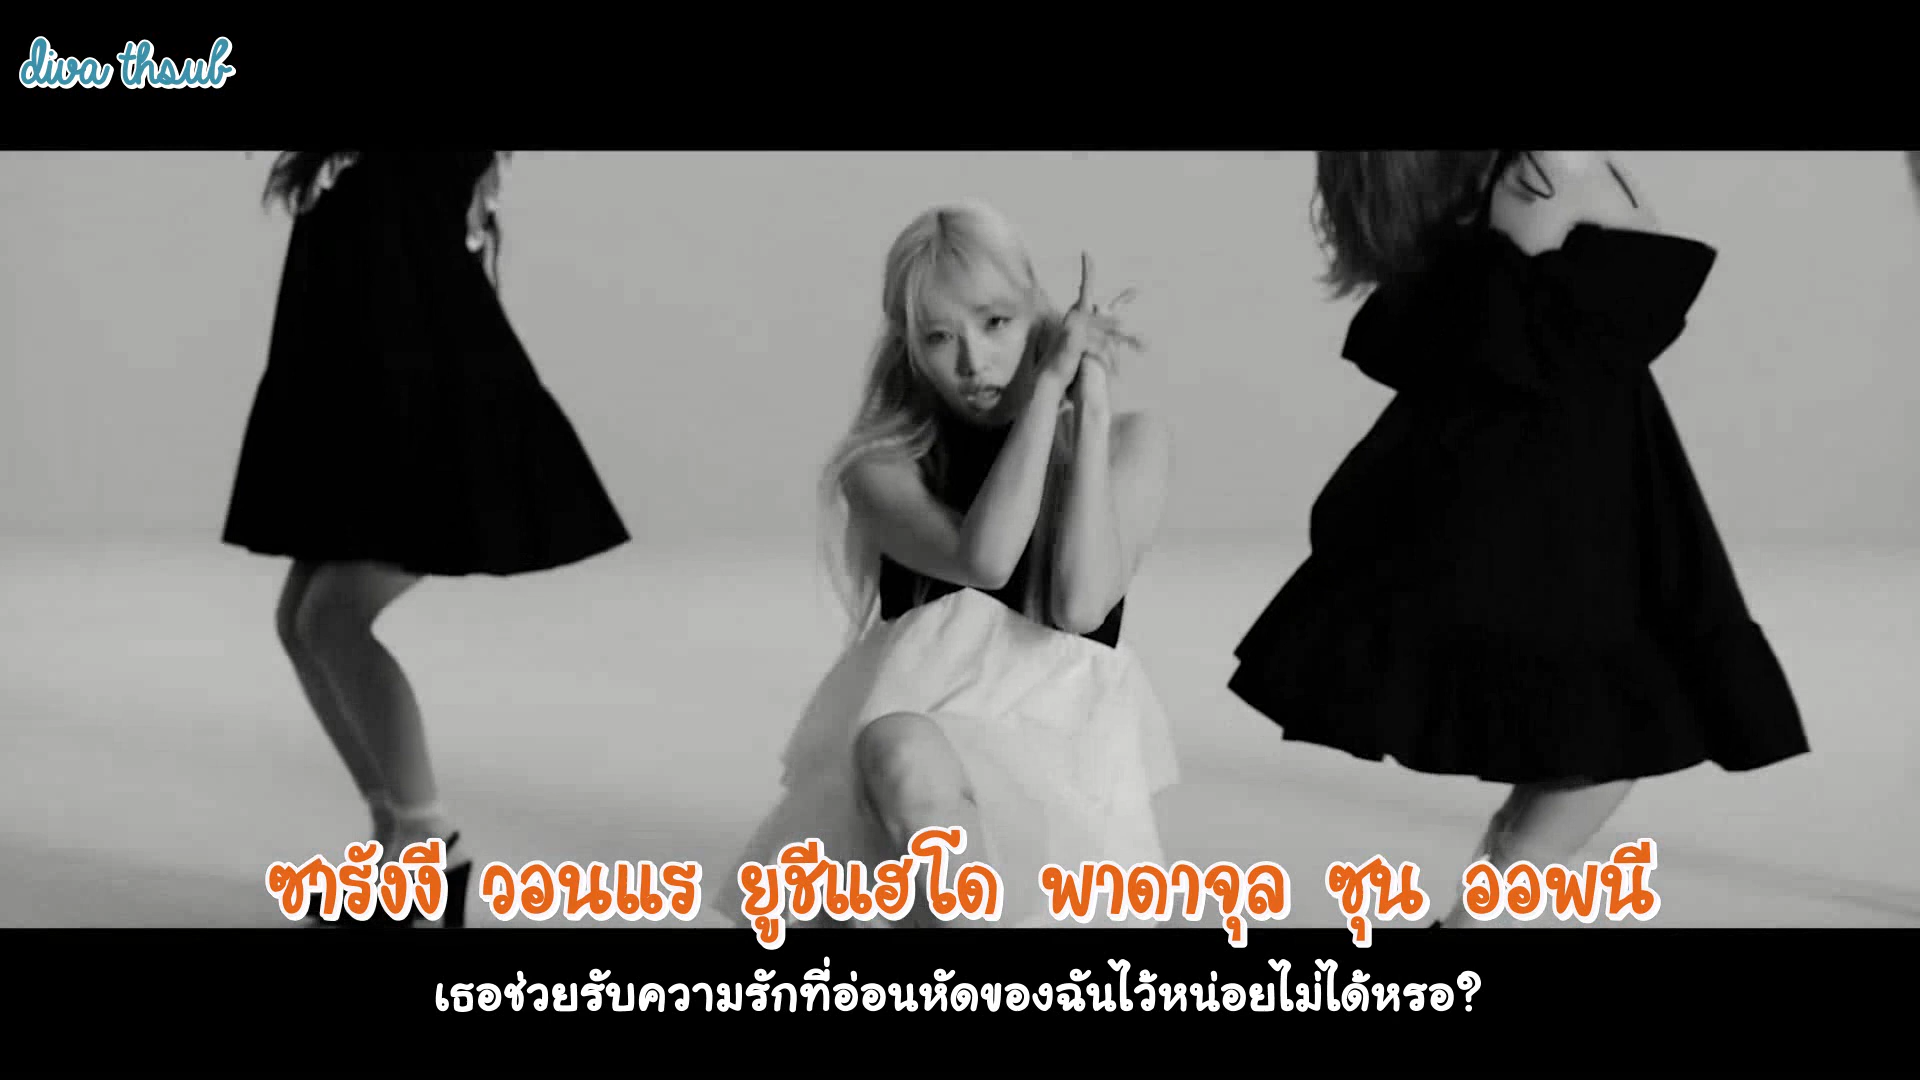 diva thsub
ซารังงี วอนแร ยูชีแฮโด พาดาจุล ซุน ออพนี
เธอช่วยรับความรักที่อ่อนหัดของฉันไว้หน่อยไม่ได้หรอ?